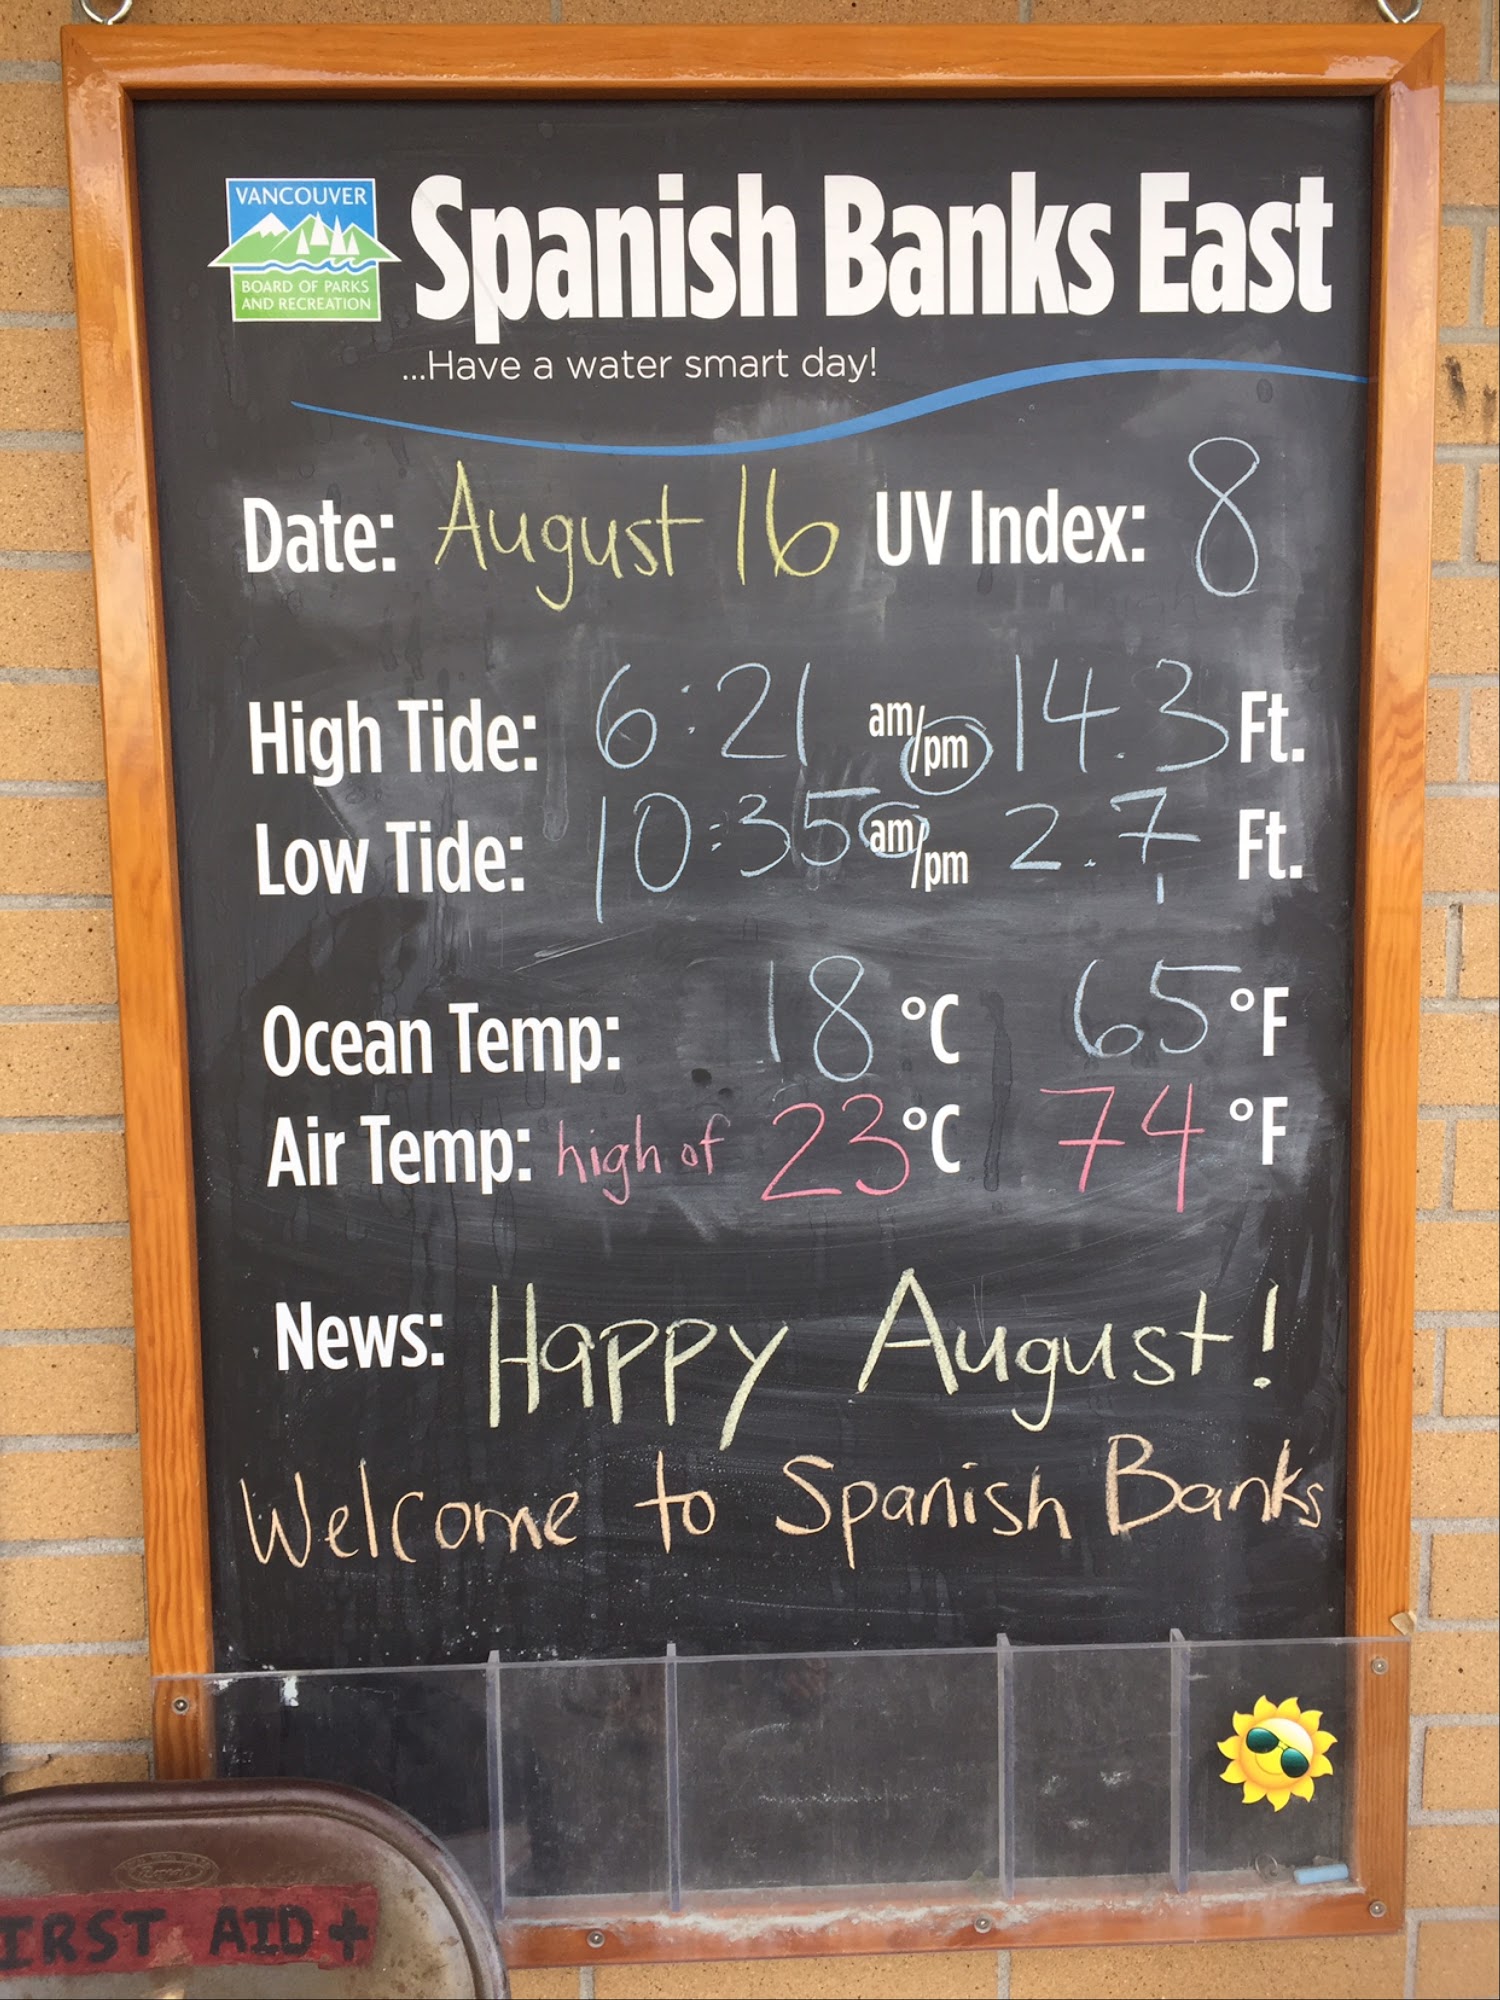 VANCOUVER
BOARD OF PARKS
AND RECREATION
Spanish Banks East
...Have a water smart day!
Date: August 16 UV Index: 8
High Tide: 6:21 am/pm 14.3 Ft.
Low Tide: 10:35 am/pm 2.7 Ft.
Ocean Temp: 18 °C 65 °F
Air Temp: high of 23 °C 74 °F
News: Happy August!
Welcome to Spanish Banks
IRST AID +